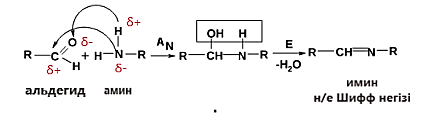 δ+
H
O δ- OH H
R–C + H–N–R A_N R–CH–N–R E R–CH=N–R
δ+ H δ- -H₂O
альдегид амин имин
н/е Шифф негізі
.